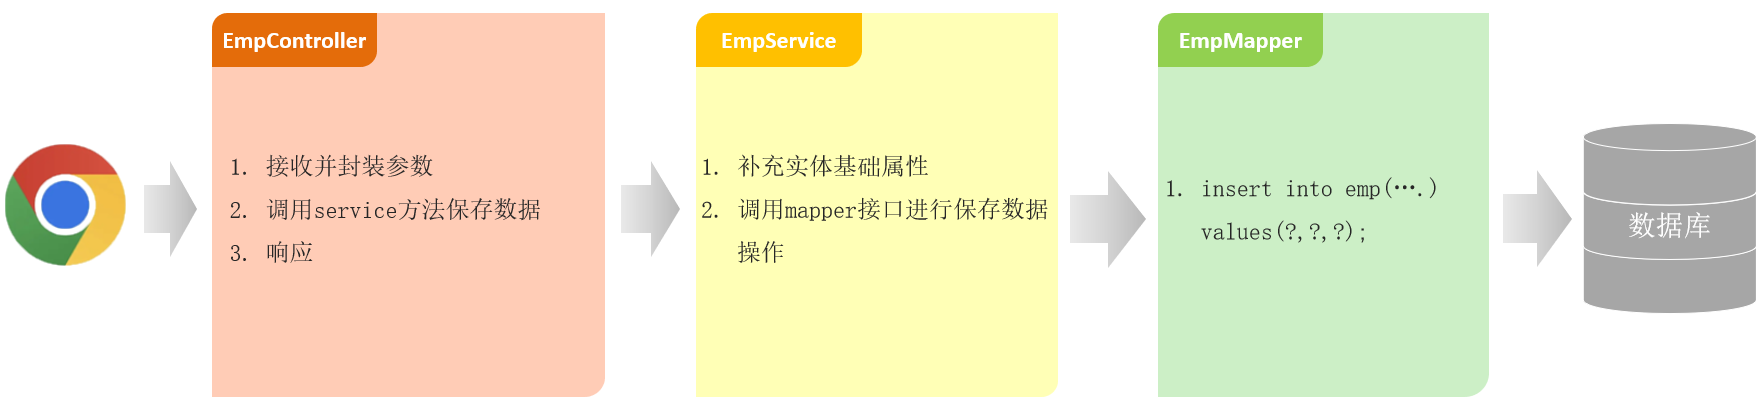 EmpController
1. 接收并封装参数
2. 调用service方法保存数据
3. 响应
EmpService
1. 补充实体基础属性
2. 调用mapper接口进行保存数据
操作
EmpMapper
1. insert into emp(….)
values(?,?,?);
数据库